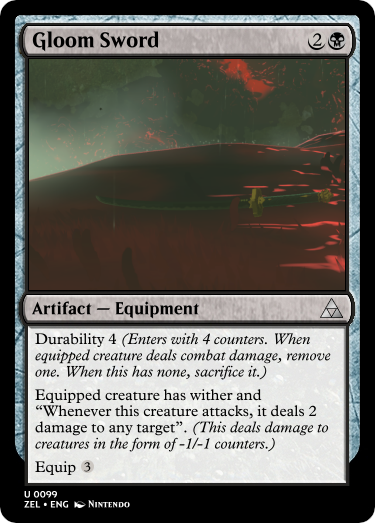 Gloom Sword 2
Artifact — Equipment
Durability 4 (Enters with 4 counters. When
equipped creature deals combat damage, remove
one. When this has none, sacrifice it.)
Equipped creature has wither and
“Whenever this creature attacks, it deals 2
damage to any target”. (This deals damage to
creatures in the form of -1/-1 counters.)
Equip 3
U 0099
ZEL • ENG Nintendo